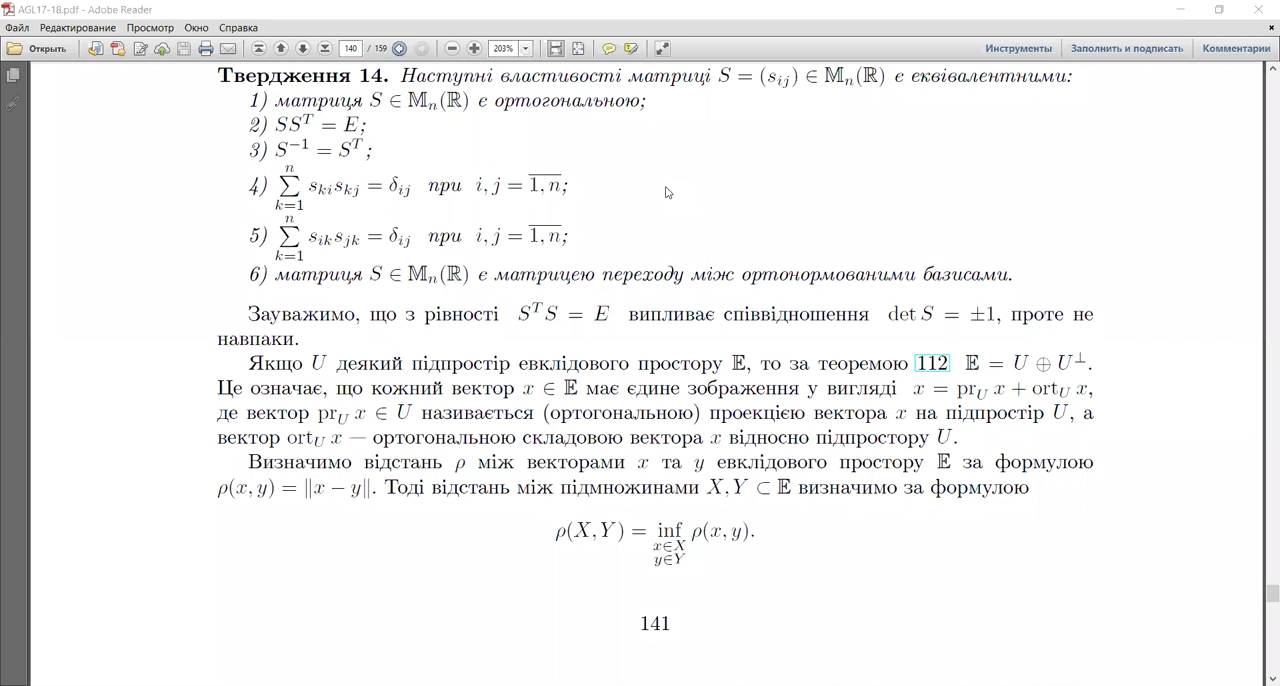 AGL17-18.pdf - Adobe Reader
Файл Редактирование Просмотр Окно Справка
Открыть 140 / 159 203% Инструменты Заполнить и подписать Комментарии
Твердження 14. Наступні властивості матриці S = (s_{ij}) ∈ 𝕄_n(ℝ) є еквівалентними:
1) матриця S ∈ 𝕄_n(ℝ) є ортогональною;
2) SS^T = E;
3) S^{−1} = S^T;
4) \sum_{k=1}^{n} s_{ki}s_{kj} = δ_{ij} при i, j = \overline{1, n};
5) \sum_{k=1}^{n} s_{ik}s_{jk} = δ_{ij} при i, j = \overline{1, n};
6) матриця S ∈ 𝕄_n(ℝ) є матрицею переходу між ортонормованими базисами.
Зауважимо, що з рівності S^T S = E випливає співвідношення det S = ±1, проте не
навпаки.
Якщо U деякий підпростір евклідового простору 𝔼, то за теоремою 112 𝔼 = U ⊕ U^⊥.
Це означає, що кожний вектор x ∈ 𝔼 має єдине зображення у вигляді x = pr_U x + ort_U x,
де вектор pr_U x ∈ U називається (ортогональною) проекцією вектора x на підпростір U, а
вектор ort_U x — ортогональною складовою вектора x відносно підпростору U.
Визначимо відстань ρ між векторами x та y евклідового простору 𝔼 за формулою
ρ(x, y) = ‖x − y‖. Тоді відстань між підмножинами X, Y ⊂ 𝔼 визначимо за формулою
ρ(X, Y) = \inf_{x∈X y∈Y} ρ(x, y).
141